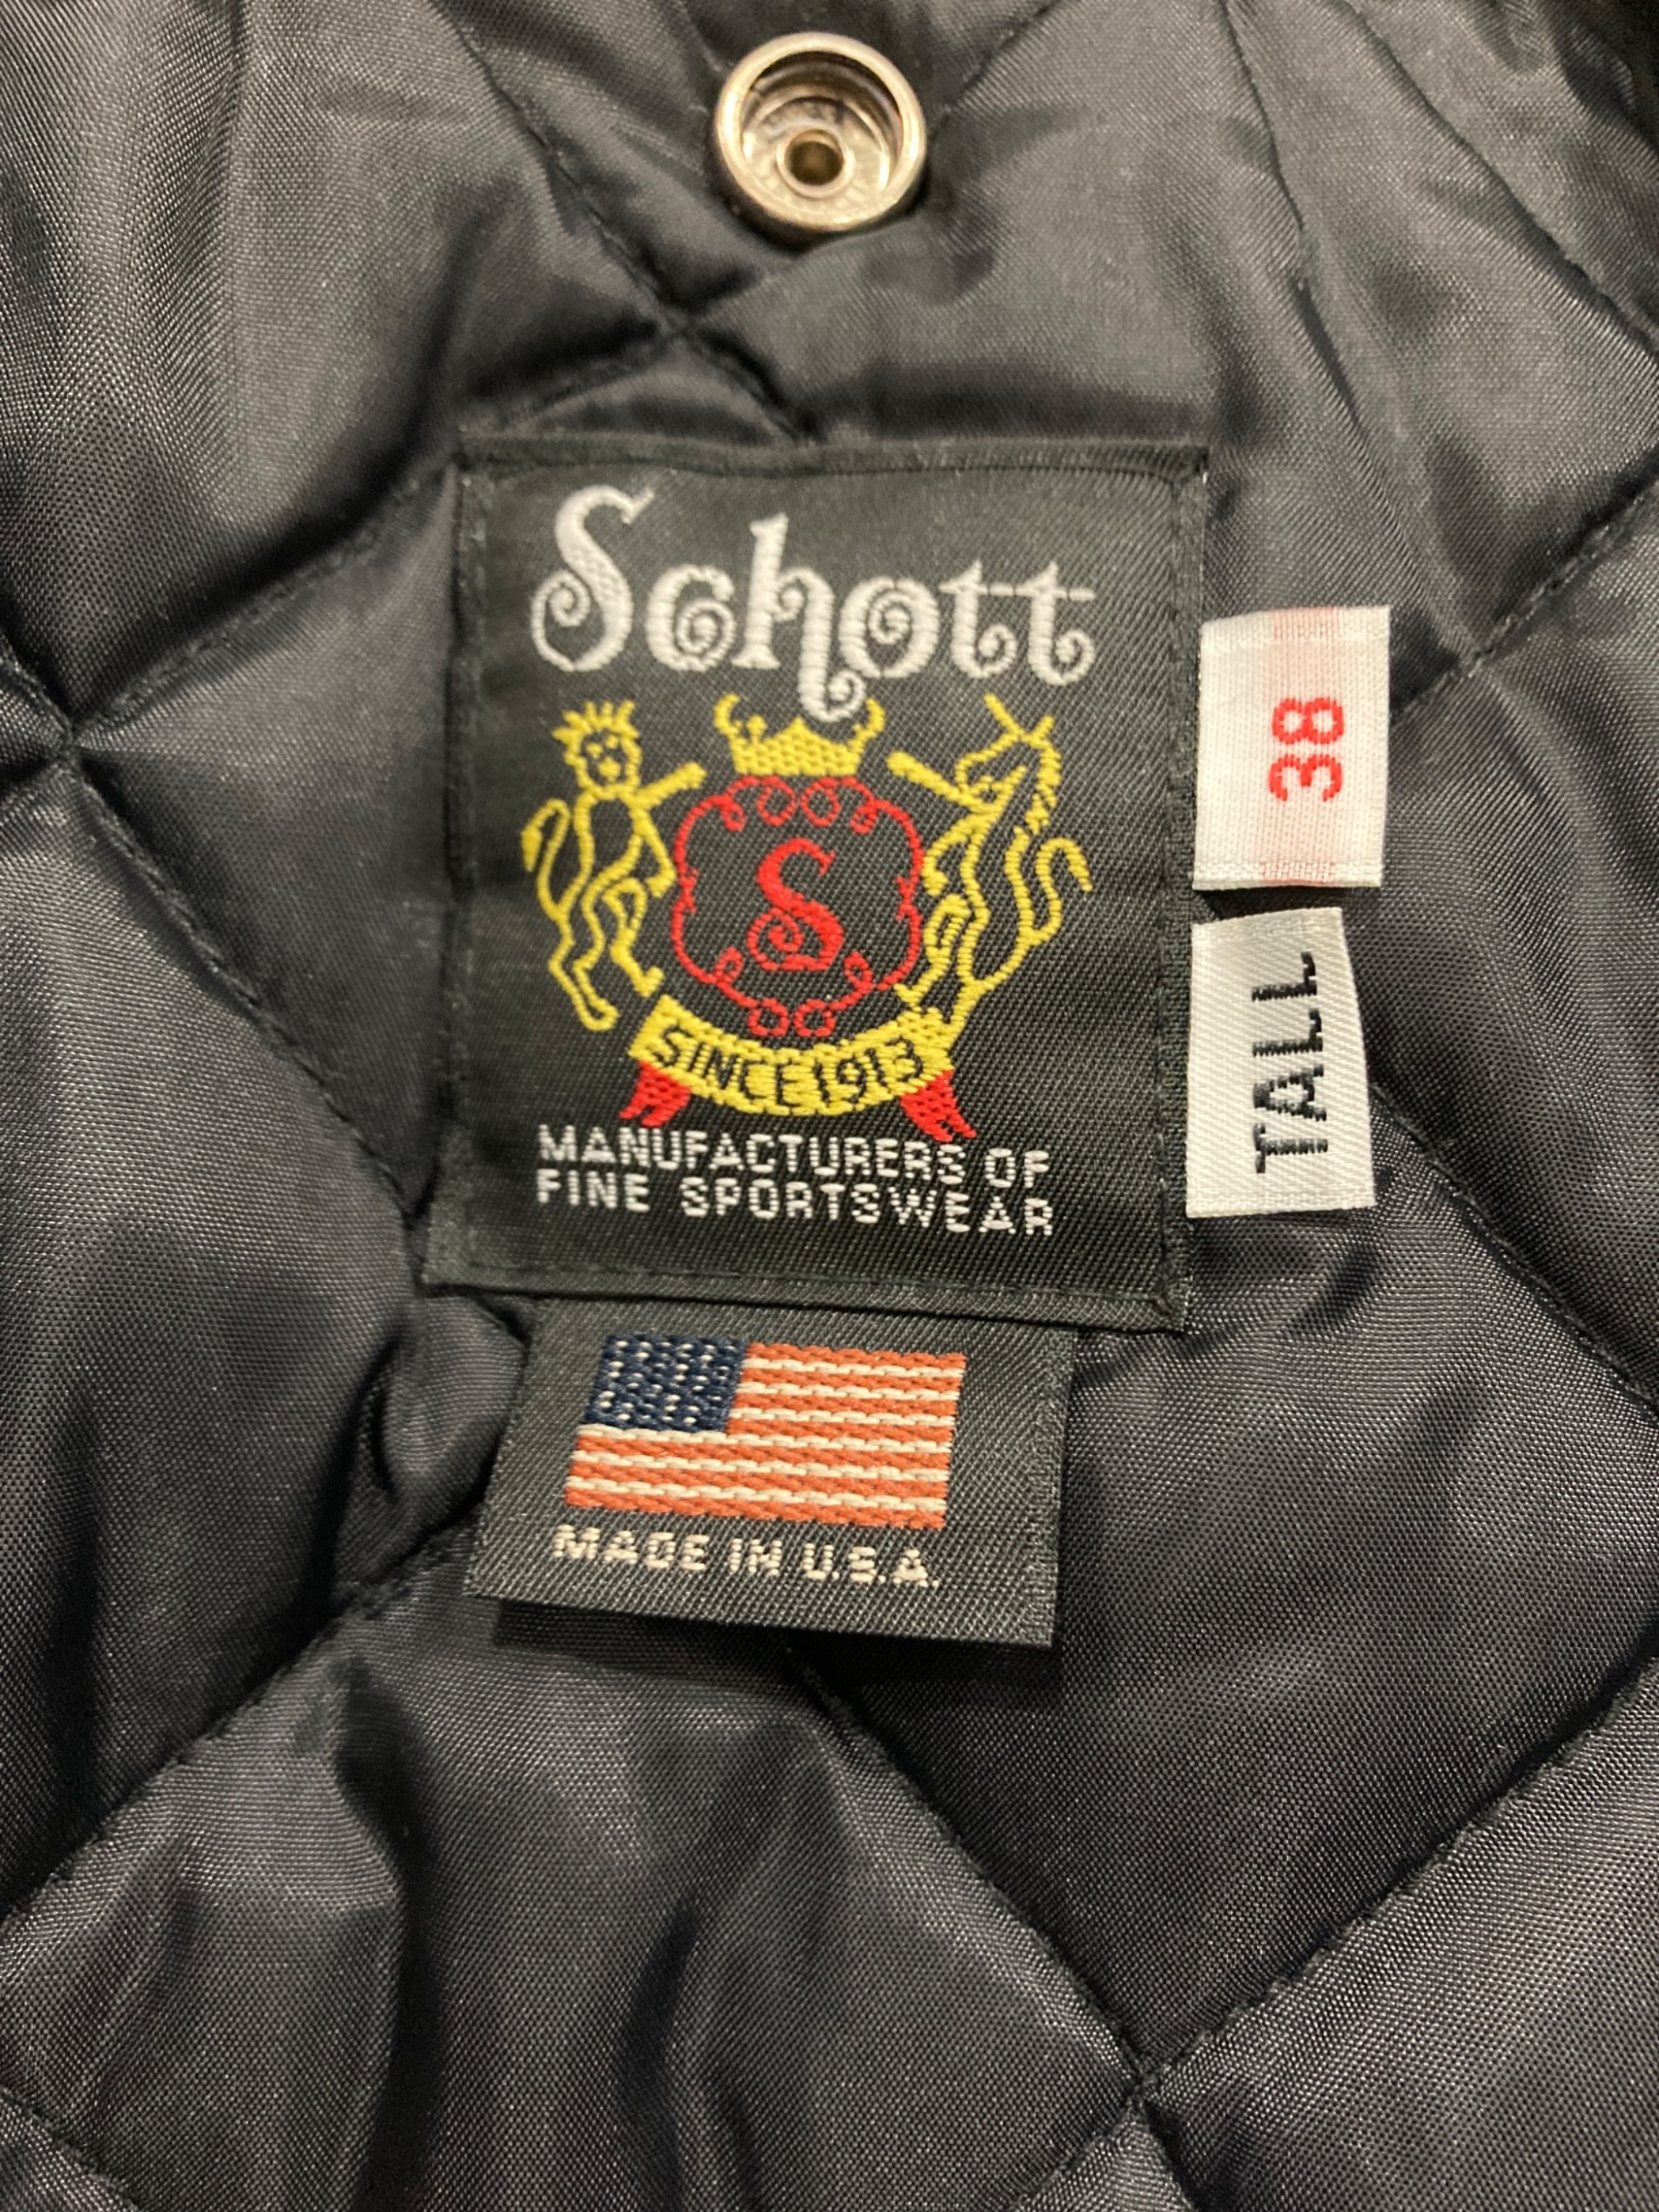 Schott
S
SINCE 1913
MANUFACTURERS OF
FINE SPORTSWEAR
38
TALL
MADE IN U.S.A.